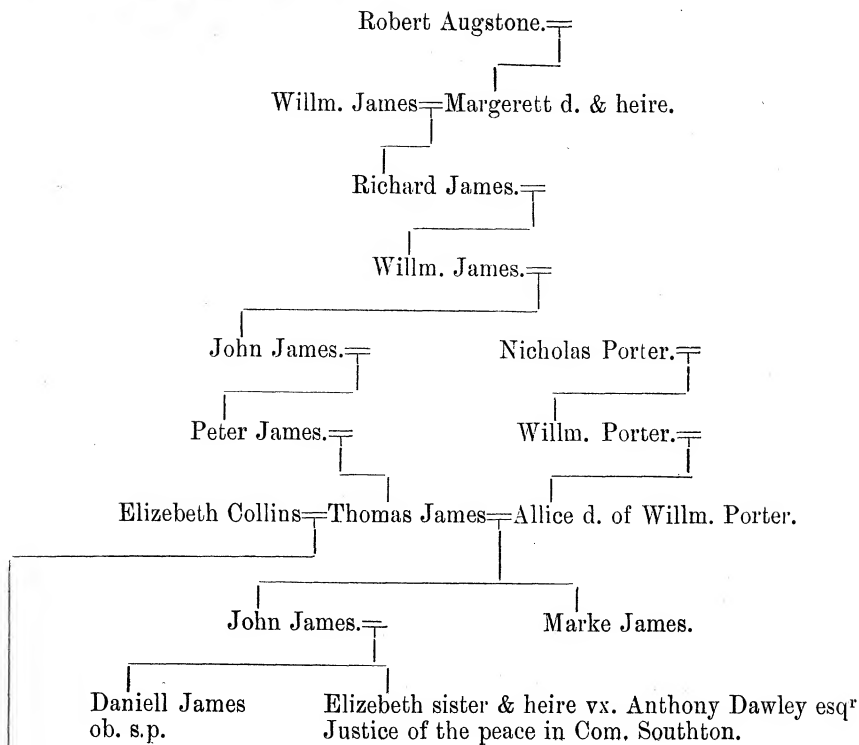 Robert Augstone.
Willm. James=Margerett d. & heire.
Richard James.
Willm. James.
John James. Nicholas Porter.
Peter James. Willm. Porter.
Elizebeth Collins=Thomas James=Allice d. of Willm. Porter.
John James. Marke James.
Daniell James
ob. s.p.
Elizebeth sister & heire vx. Anthony Dawley esqʳ
Justice of the peace in Com. Southton.